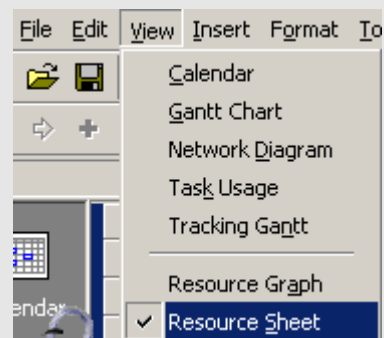 File Edit View Insert Format To
Calendar
Gantt Chart
Network Diagram
Task Usage
Tracking Gantt
Resource Graph
endar
Resource Sheet